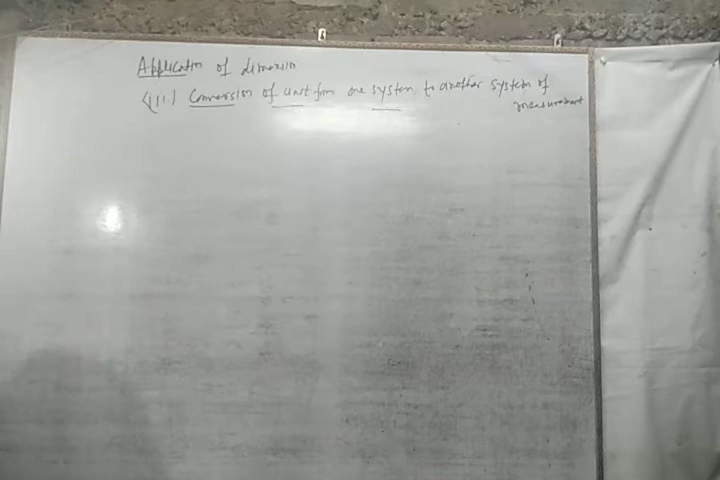 Application of dimension
(iii) Conversion of unit from one system to another system of
measurement